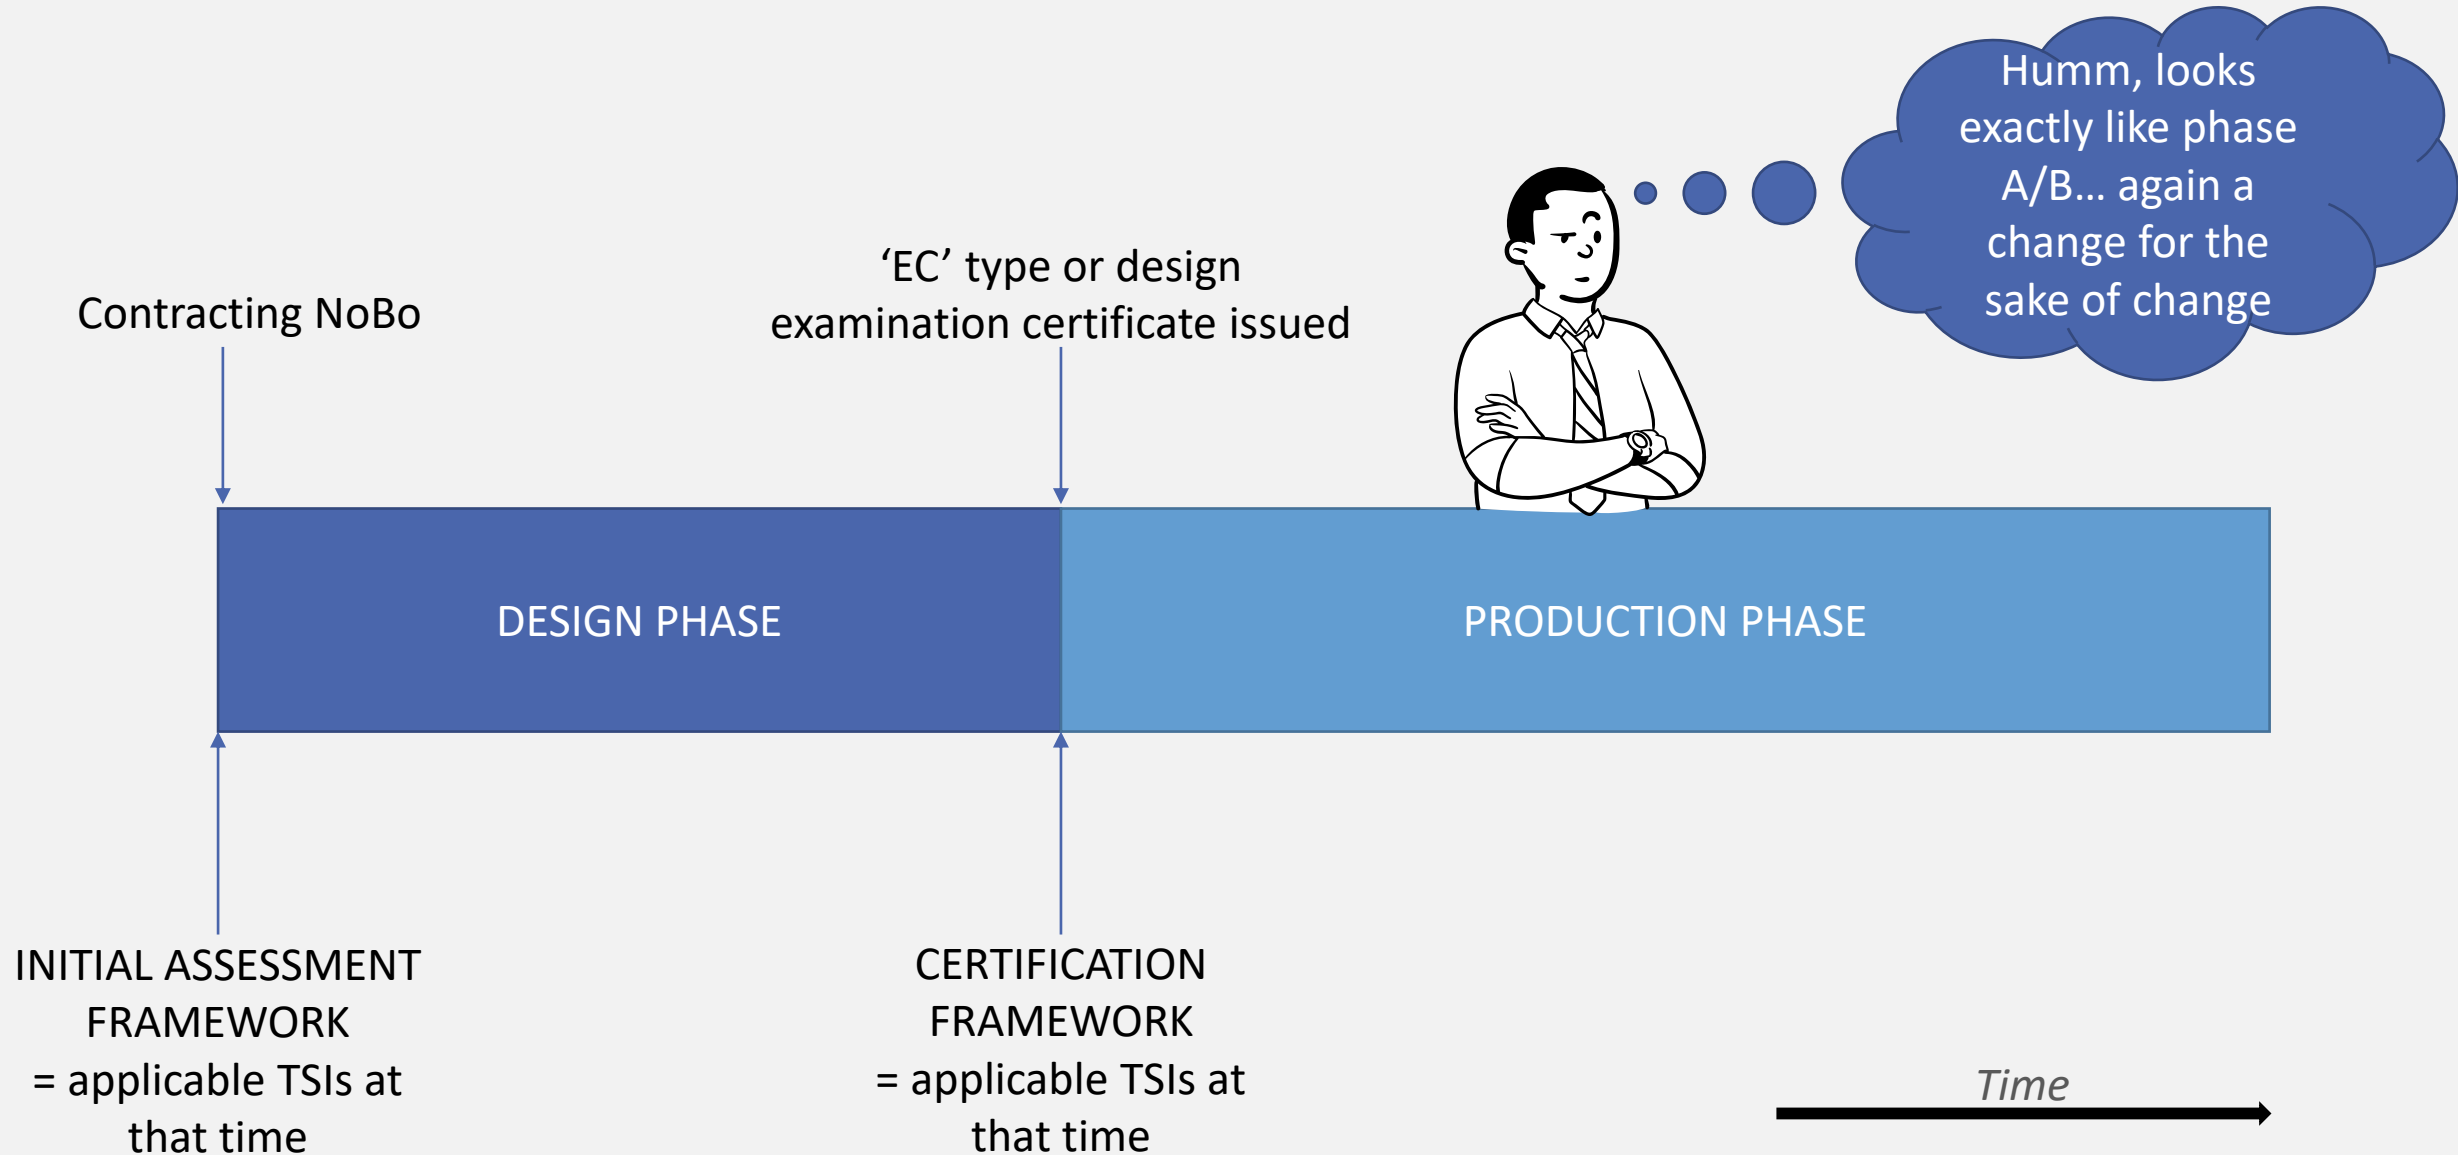 Humm, looks
exactly like phase
A/B... again a
change for the
sake of change
Contracting NoBo
‘EC’ type or design
examination certificate issued
DESIGN PHASE
PRODUCTION PHASE
INITIAL ASSESSMENT
FRAMEWORK
= applicable TSIs at
that time
CERTIFICATION
FRAMEWORK
= applicable TSIs at
that time
Time